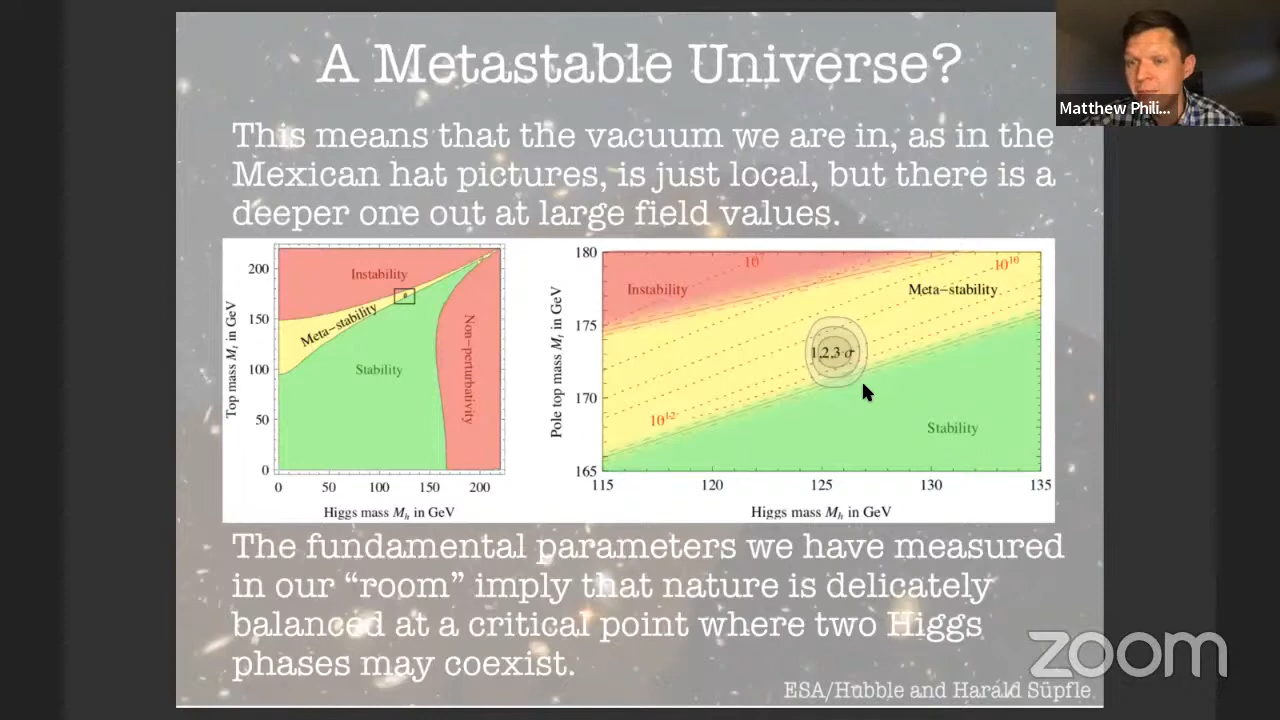 A Metastable Universe?
Matthew Phili...
This means that the vacuum we are in, as in the
Mexican hat pictures, is just local, but there is a
deeper one out at large field values.
200
150
100
50
0
0 50 100 150 200
Top mass Mt in GeV
Higgs mass Mh in GeV
Instability
Meta-stability
Stability
Non-perturbativity
180
175
170
165
115 120 125 130 135
Pole top mass Mt in GeV
Higgs mass Mh in GeV
Instability
Meta-stability
Stability
1,2,3 σ
10^10
10^12
The fundamental parameters we have measured
in our “room” imply that nature is delicately
balanced at a critical point where two Higgs
phases may coexist.
ESA/Hubble and Harald Süpfle
zoom